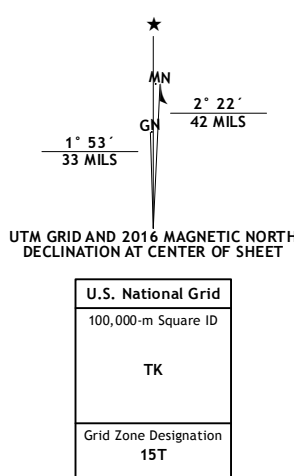 ★
MN
2° 22´
42 MILS
GN
1° 53´
33 MILS
UTM GRID AND 2016 MAGNETIC NORTH
DECLINATION AT CENTER OF SHEET
U.S. National Grid
100,000-m Square ID
TK
Grid Zone Designation
15T